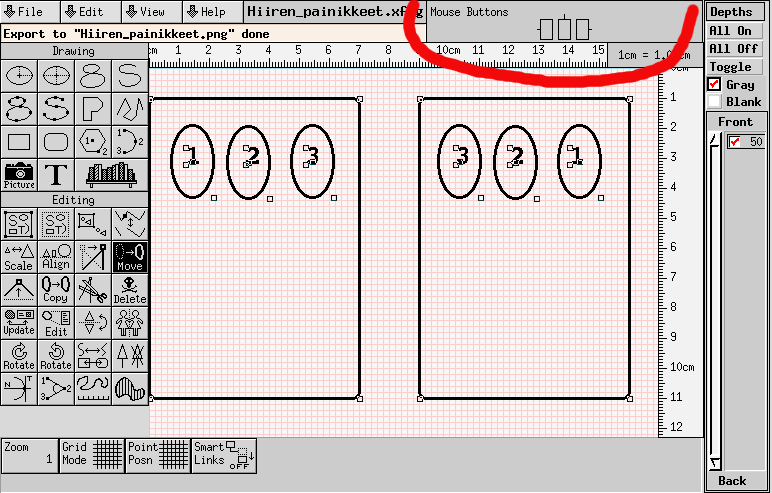 File Edit View Help Hiiren_painikkeet.xfig
Mouse Buttons
Export to "Hiiren_painikkeet.png" done
Drawing
Picture
Editing
Scale Align Move
Copy Delete
Update Edit
Rotate Rotate
N T 1 2 3
cm 1 2 3 4 5 6 7 8 9 10cm 11 12 13 14 15
1cm = 1.0
1 2 3
3 2 1
1
2
3
4
5
6
7
8
9
10cm
11
12
Depths
All On
All Off
Toggle
Gray
Blank
Front
50
Back
Zoom 1
Grid Mode
Point Posn
Smart Links OFF